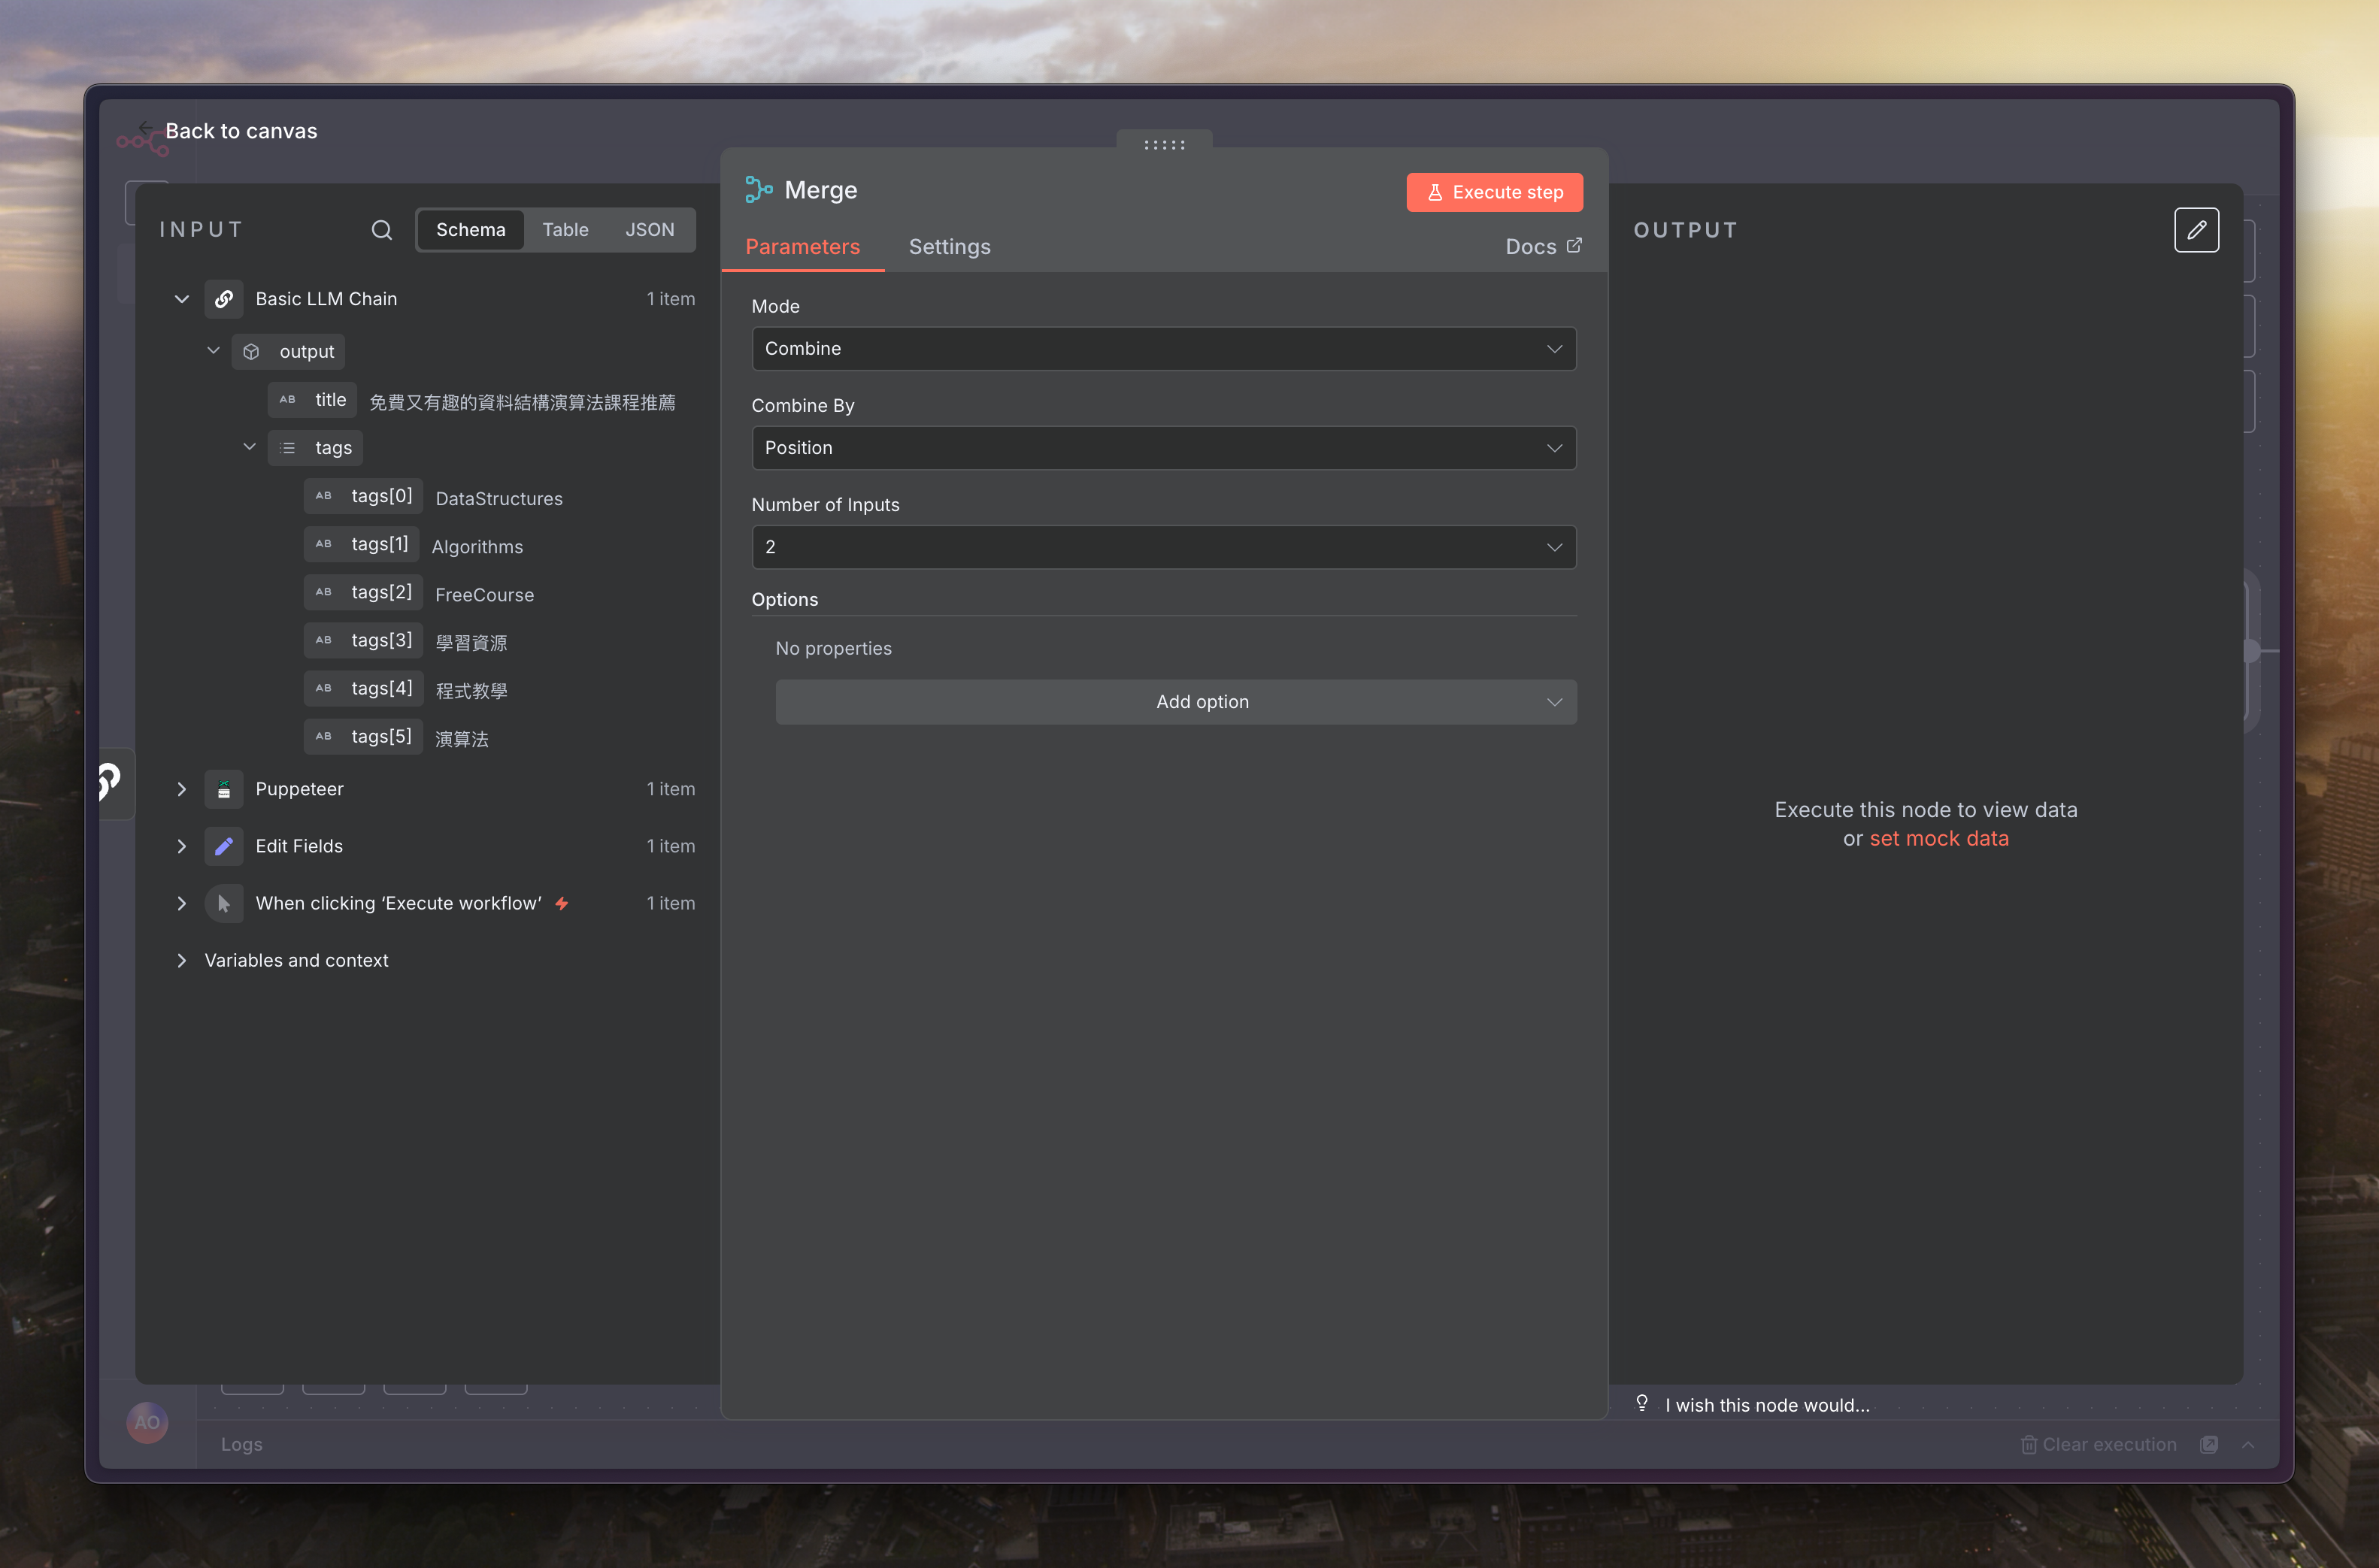 Back to canvas
INPUT
Schema
Table
JSON
Basic LLM Chain
1 item
output
AB title 免費又有趣的資料結構演算法課程推薦
tags
AB tags[0] DataStructures
AB tags[1] Algorithms
AB tags[2] FreeCourse
AB tags[3] 學習資源
AB tags[4] 程式教學
AB tags[5] 演算法
Puppeteer
1 item
Edit Fields
1 item
When clicking ‘Execute workflow’
1 item
Variables and context
Merge
Execute step
Parameters
Settings
Docs
Mode
Combine
Combine By
Position
Number of Inputs
2
Options
No properties
Add option
OUTPUT
Execute this node to view data
or set mock data
I wish this node would...
AO
Logs
Clear execution